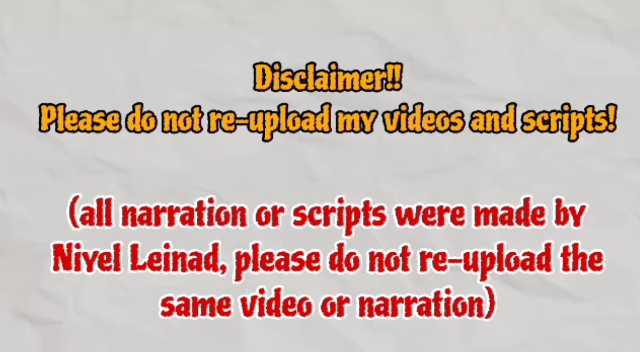 Disclaimer!!
Please do not re-upload my videos and scripts!
(all narration or scripts were made by
Nivel Leinad, please do not re-upload the
same video or narration)